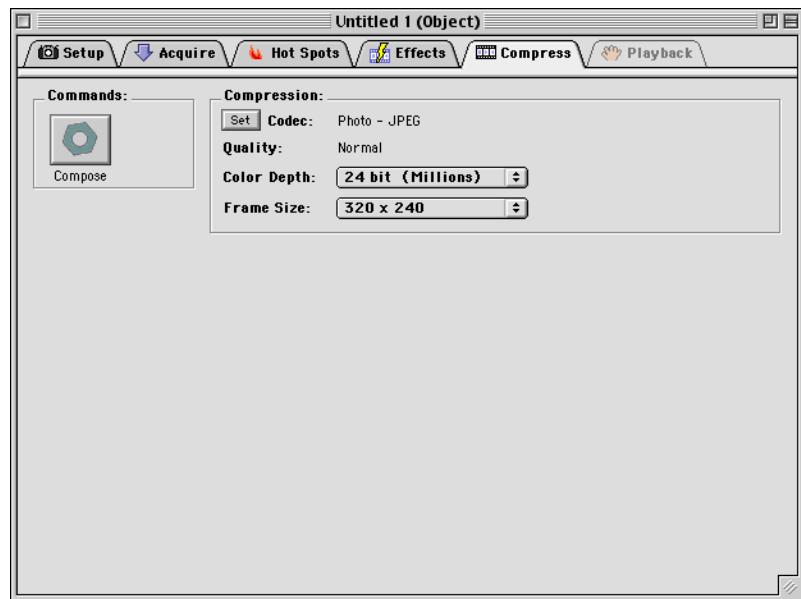 Untitled 1 (Object)
Setup Acquire Hot Spots Effects Compress Playback
Commands:
Compose
Compression:
Set Codec: Photo - JPEG
Quality: Normal
Color Depth: 24 bit (Millions)
Frame Size: 320 x 240